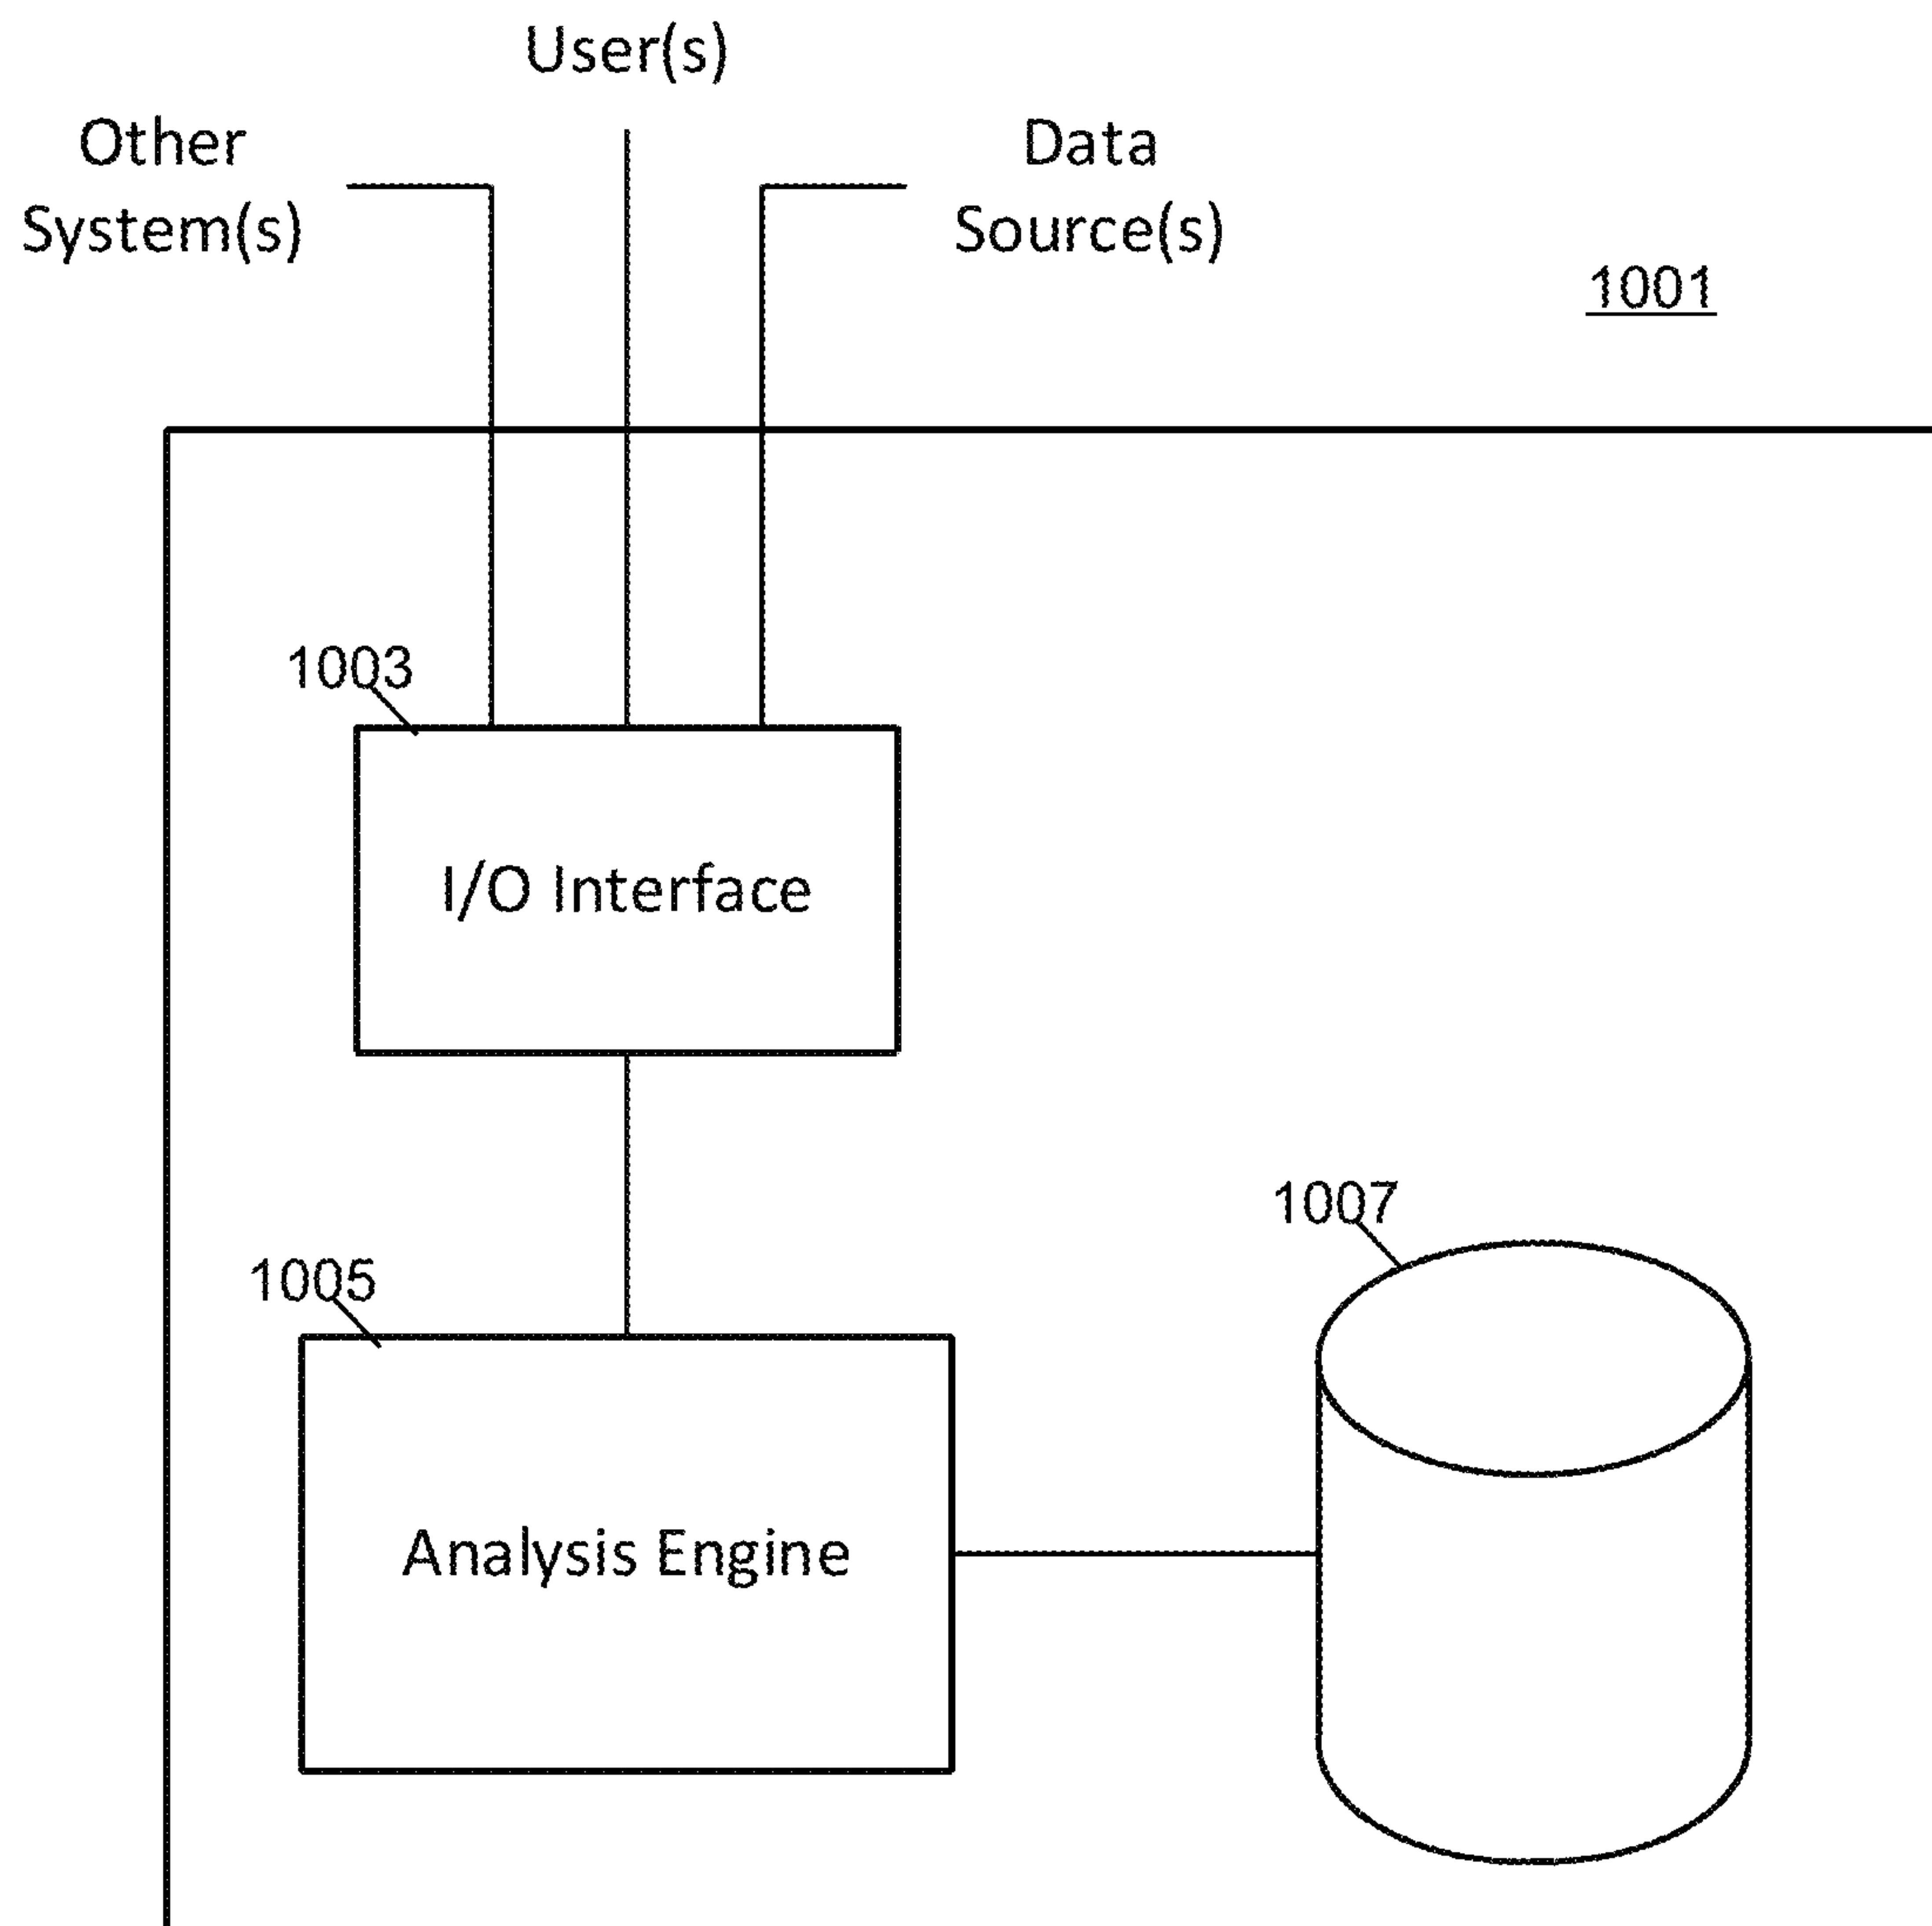 User(s)
Other
System(s)
Data
Source(s)
1001
1003
I/O Interface
1007
1005
Analysis Engine